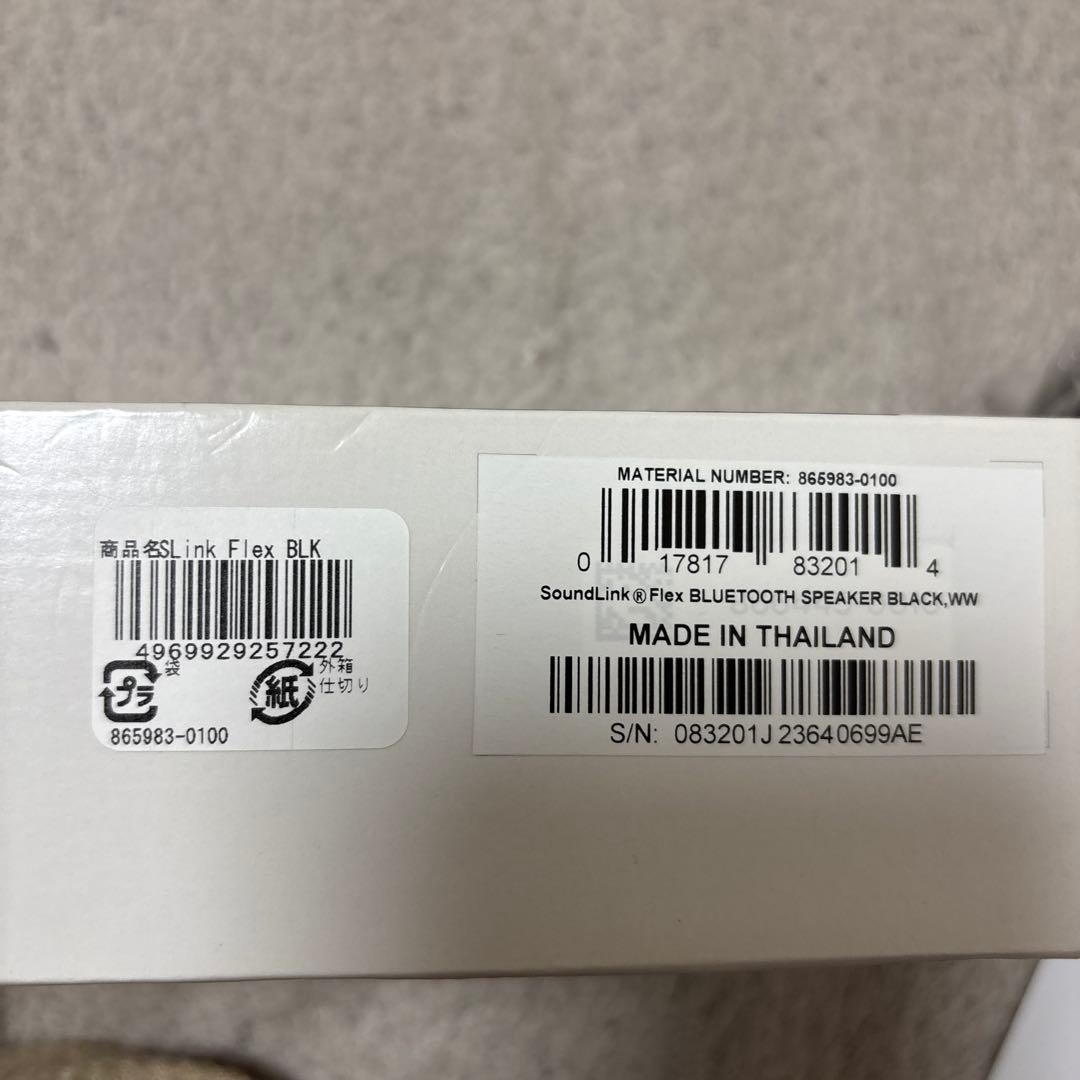 商品名SLink Flex BLK
4969929257222
プラ
袋
紙
外箱
仕切り
865983-0100
MATERIAL NUMBER: 865983-0100
0 17817 83201 4
SoundLink®Flex BLUETOOTH SPEAKER BLACK,WW
MADE IN THAILAND
S/N: 083201J23640699AE